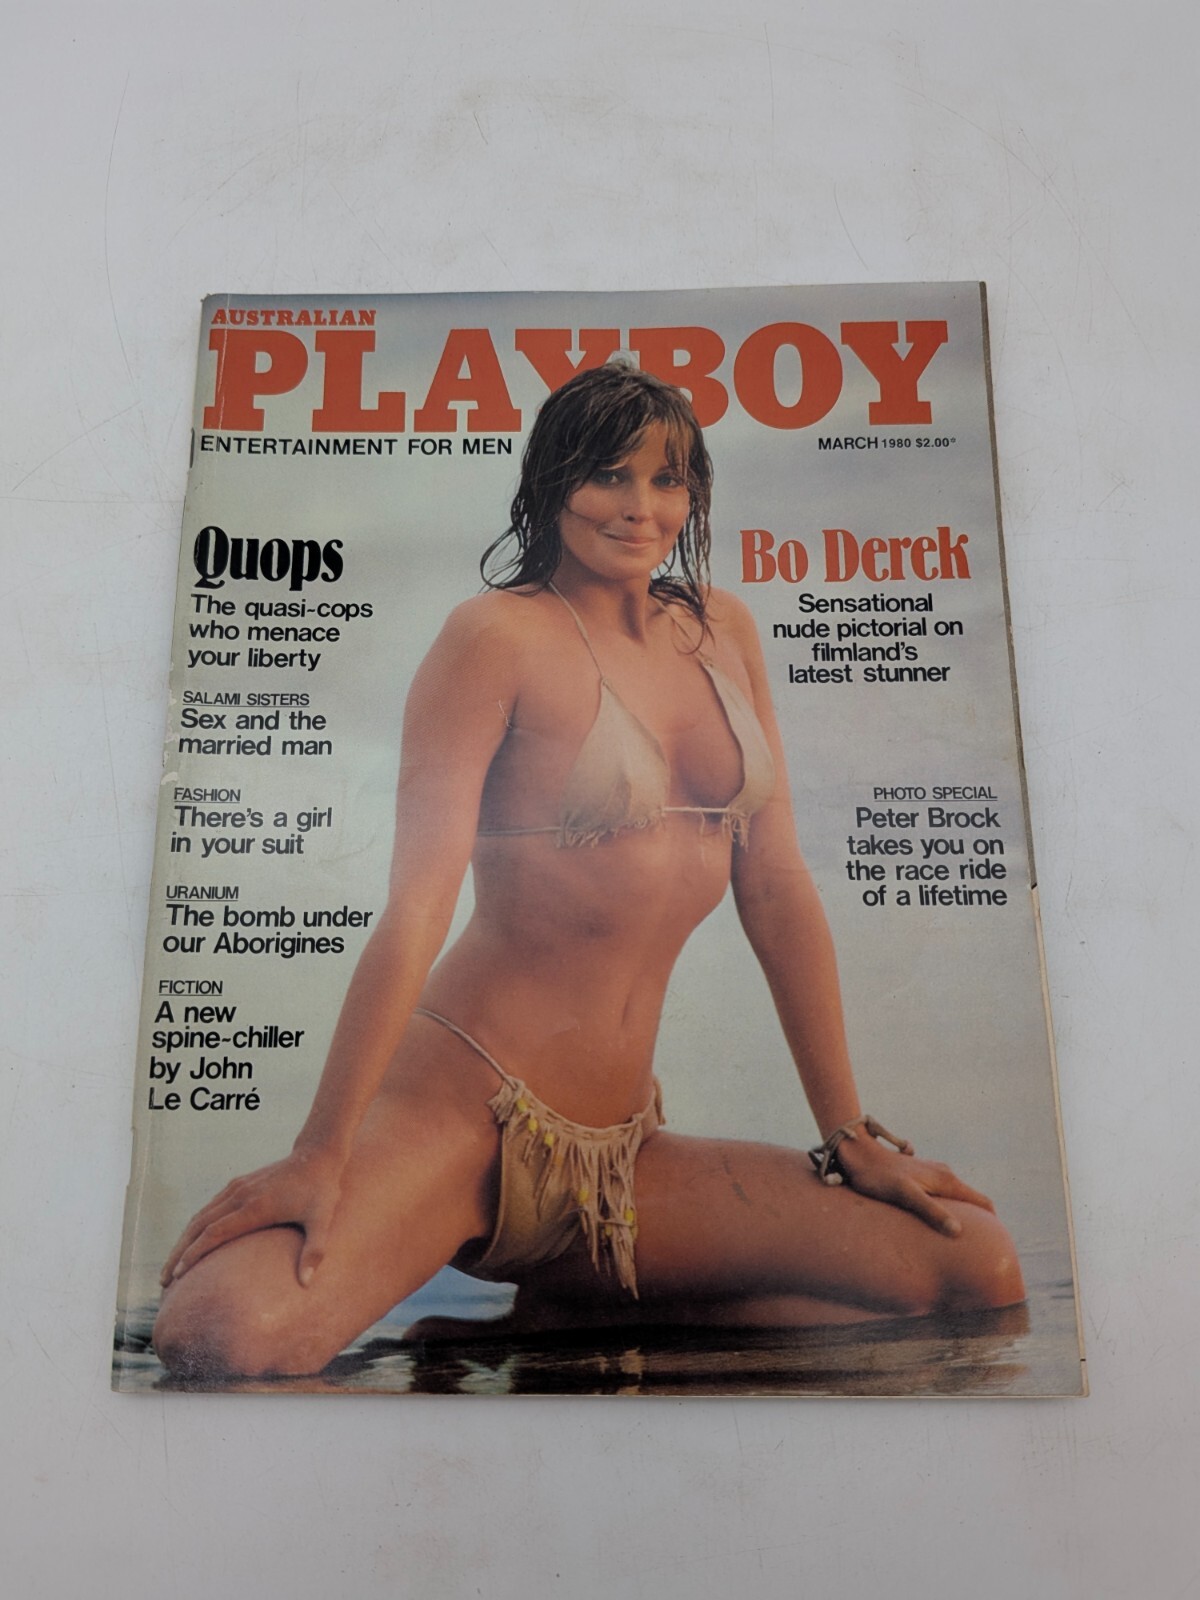 AUSTRALIAN
PLAYBOY
ENTERTAINMENT FOR MEN
MARCH 1980 $2.00*
Quops
The quasi-cops
who menace
your liberty
SALAMI SISTERS
Sex and the
married man
FASHION
There's a girl
in your suit
URANIUM
The bomb under
our Aborigines
FICTION
A new
spine-chiller
by John
Le Carré
Bo Derek
Sensational
nude pictorial on
filmland's
latest stunner
PHOTO SPECIAL
Peter Brock
takes you on
the race ride
of a lifetime